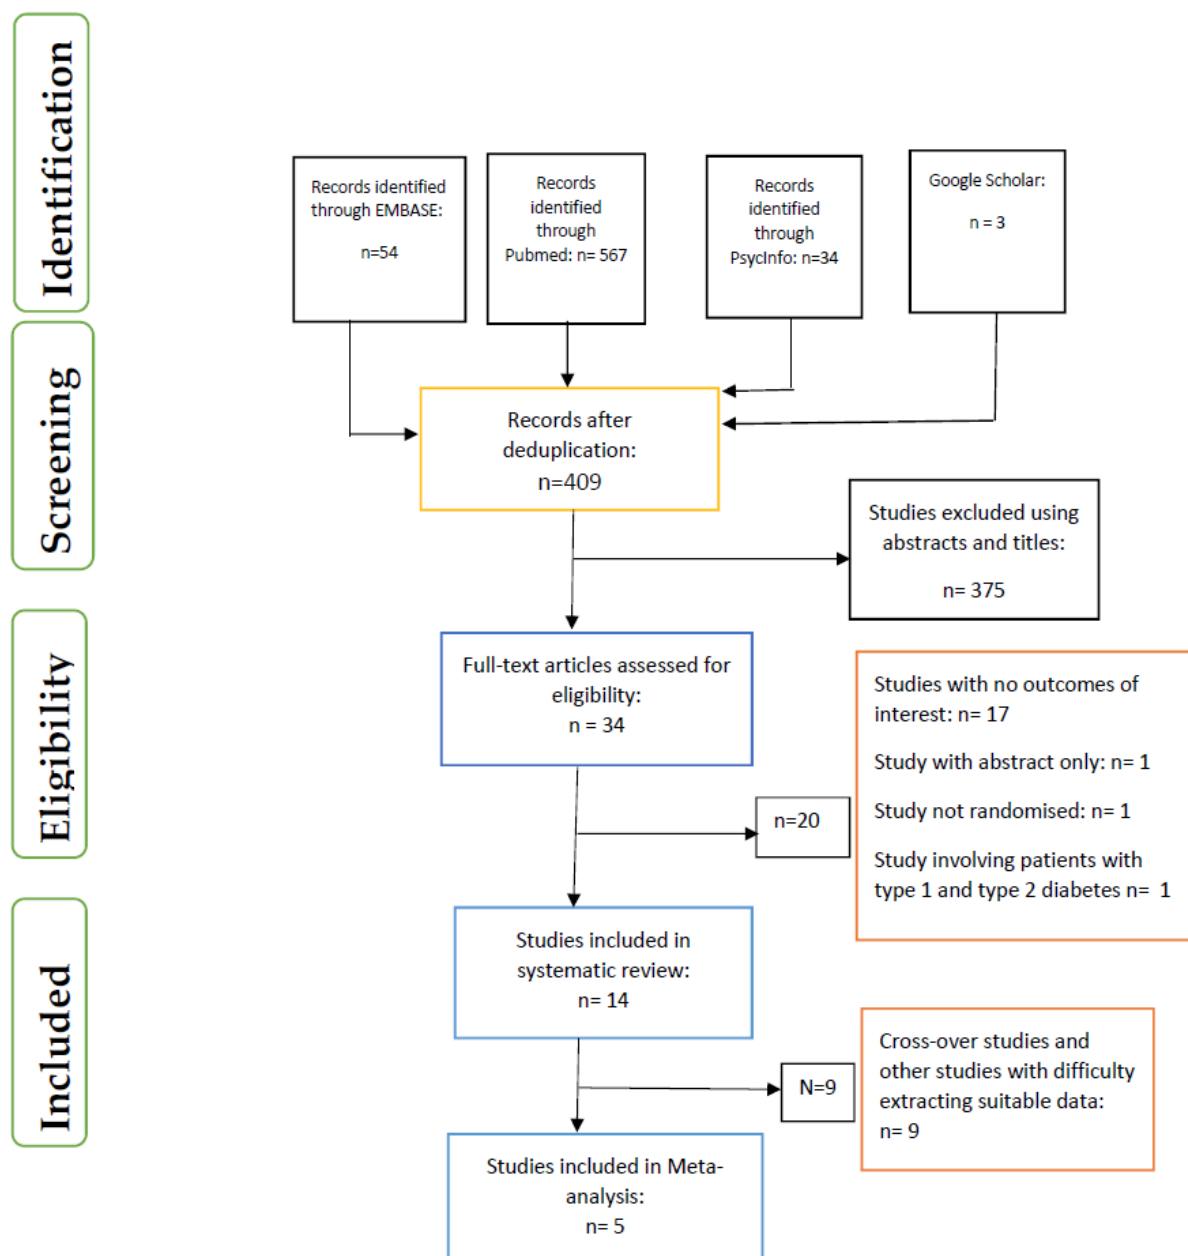 Identification
Records identified
through EMBASE:
n=54
Records
identified
through
Pubmed: n= 567
Records
identified
through
PsycInfo: n=34
Google Scholar:
n = 3
Screening
Records after
deduplication:
n=409
Studies excluded using
abstracts and titles:
n= 375
Eligibility
Full-text articles assessed for
eligibility:
n = 34
n=20
Studies with no outcomes of
interest: n= 17
Study with abstract only: n= 1
Study not randomised: n= 1
Study involving patients with
type 1 and type 2 diabetes n=  1
Included
Studies included in
systematic review:
n= 14
N=9
Cross-over studies and
other studies with difficulty
extracting suitable data:
n= 9
Studies included in Meta-
analysis:
n= 5